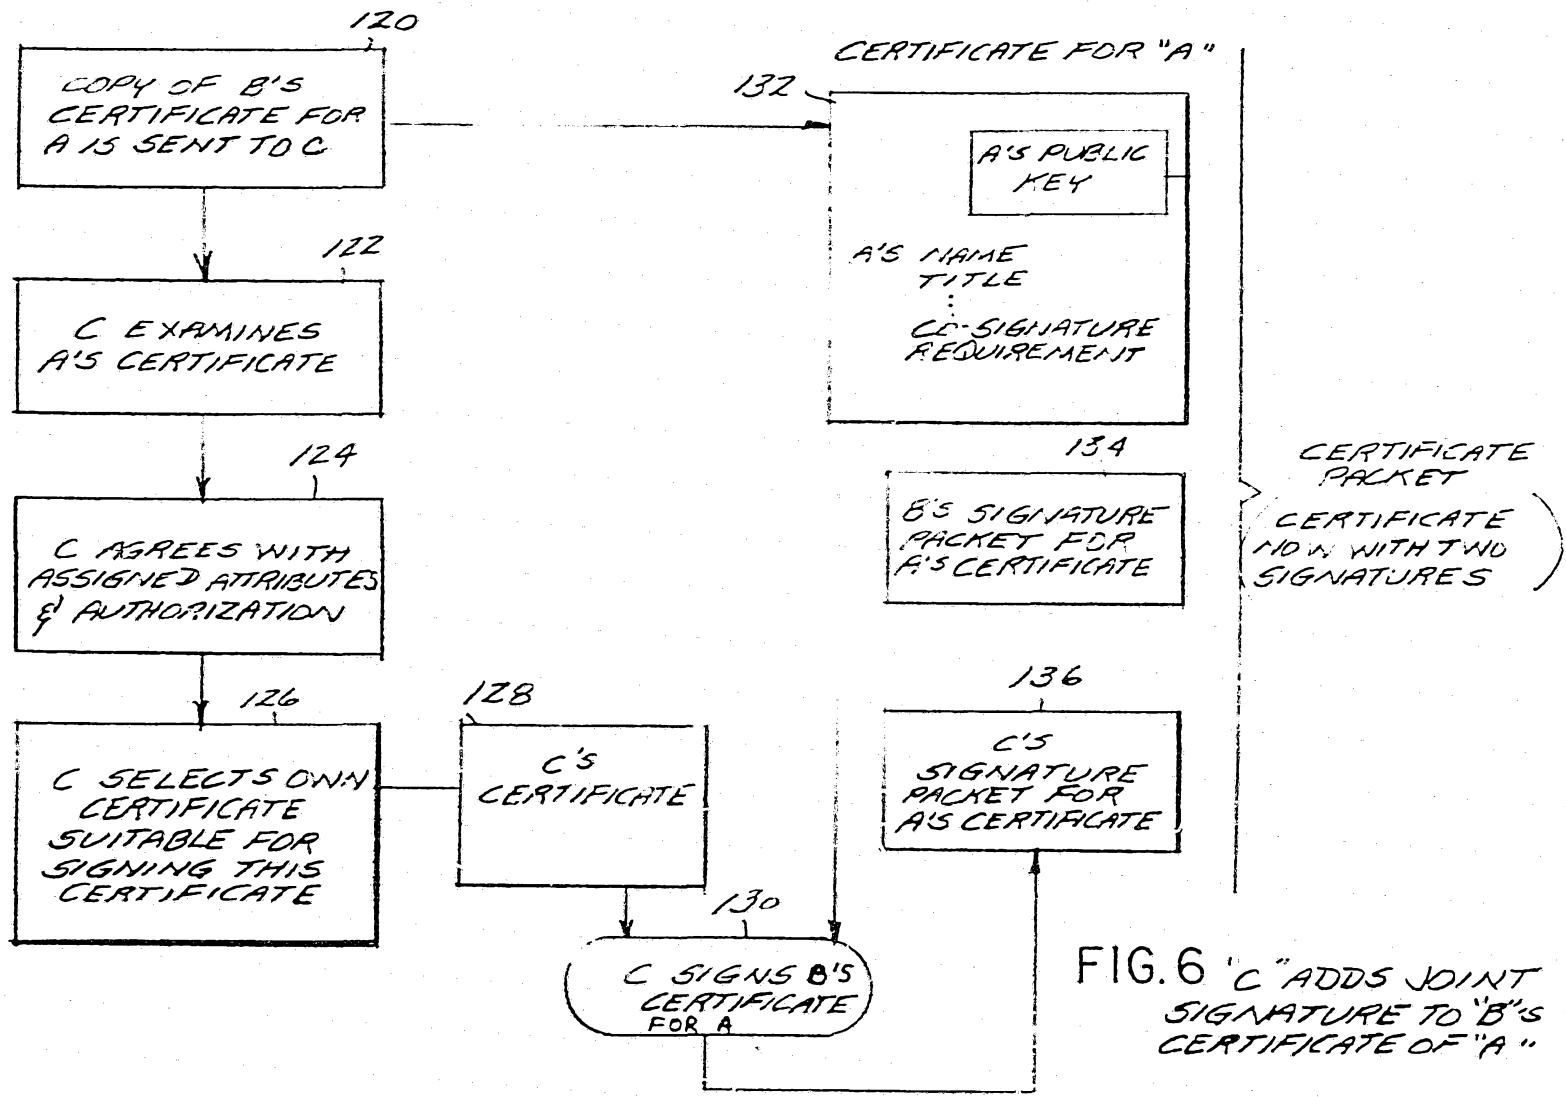 120
COPY OF B'S
CERTIFICATE FOR
A IS SENT TO C
122
C EXAMINES
A'S CERTIFICATE
124
C AGREES WITH
ASSIGNED ATTRIBUTES
& AUTHORIZATION
126
C SELECTS OWN
CERTIFICATE
SUITABLE FOR
SIGNING THIS
CERTIFICATE
128
C'S
CERTIFICATE
130
C SIGNS B'S
CERTIFICATE
FOR A
CERTIFICATE FOR "A"
132
A'S PUBLIC
KEY
A'S NAME
TITLE
CO-SIGNATURE
REQUIREMENT
134
B'S SIGNATURE
PACKET FOR
A'S CERTIFICATE
136
C'S
SIGNATURE
PACKET FOR
A'S CERTIFICATE
CERTIFICATE
PACKET
(CERTIFICATE
NOW WITH TWO
SIGNATURES)
FIG.6 "C" ADDS JOINT
SIGNATURE TO "B"'S
CERTIFICATE OF "A"